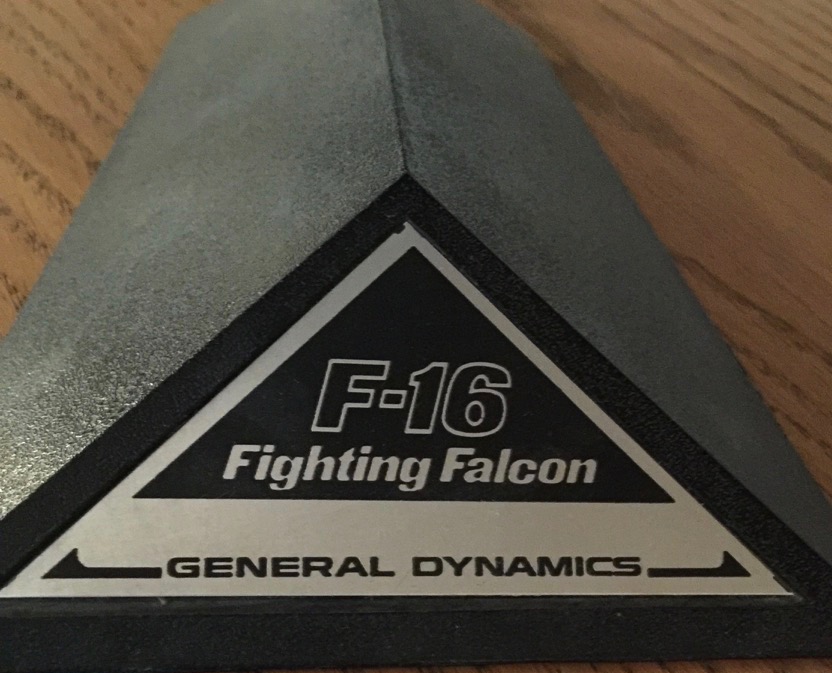 F-16
Fighting Falcon
GENERAL DYNAMICS